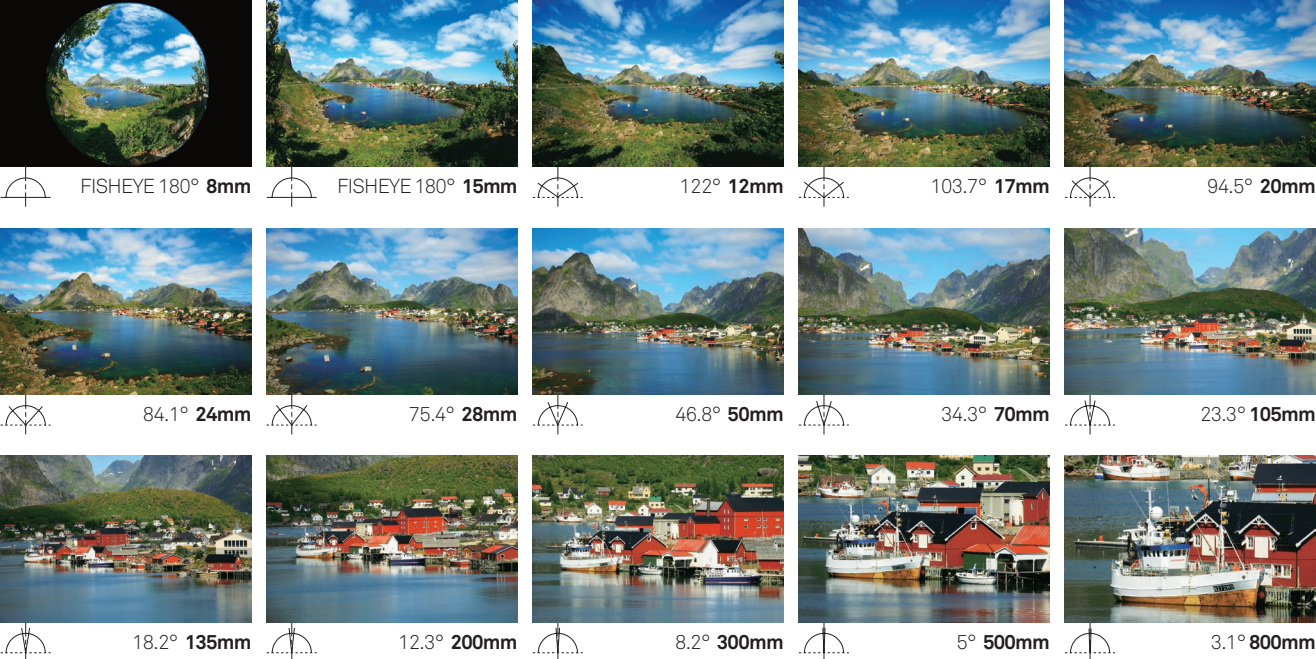 FISHEYE 180° 8mm
FISHEYE 180° 15mm
122° 12mm
103.7° 17mm
94.5° 20mm
84.1° 24mm
75.4° 28mm
46.8° 50mm
34.3° 70mm
23.3° 105mm
18.2° 135mm
12.3° 200mm
8.2° 300mm
5° 500mm
3.1° 800mm